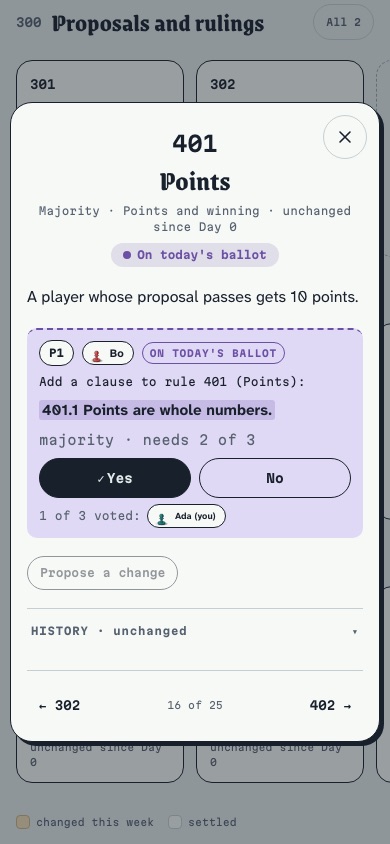 300 Proposals and rulings
All 2
301
302
401
Points
Majority · Points and winning · unchanged
since Day 0
On today's ballot
A player whose proposal passes gets 10 points.
P1
Bo
ON TODAY'S BALLOT
Add a clause to rule 401 (Points):
401.1 Points are whole numbers.
majority · needs 2 of 3
✓Yes
No
1 of 3 voted:
Ada (you)
Propose a change
HISTORY · unchanged
← 302
16 of 25
402 →
unchanged since Day
0
unchanged since Day
0
changed this week
settled